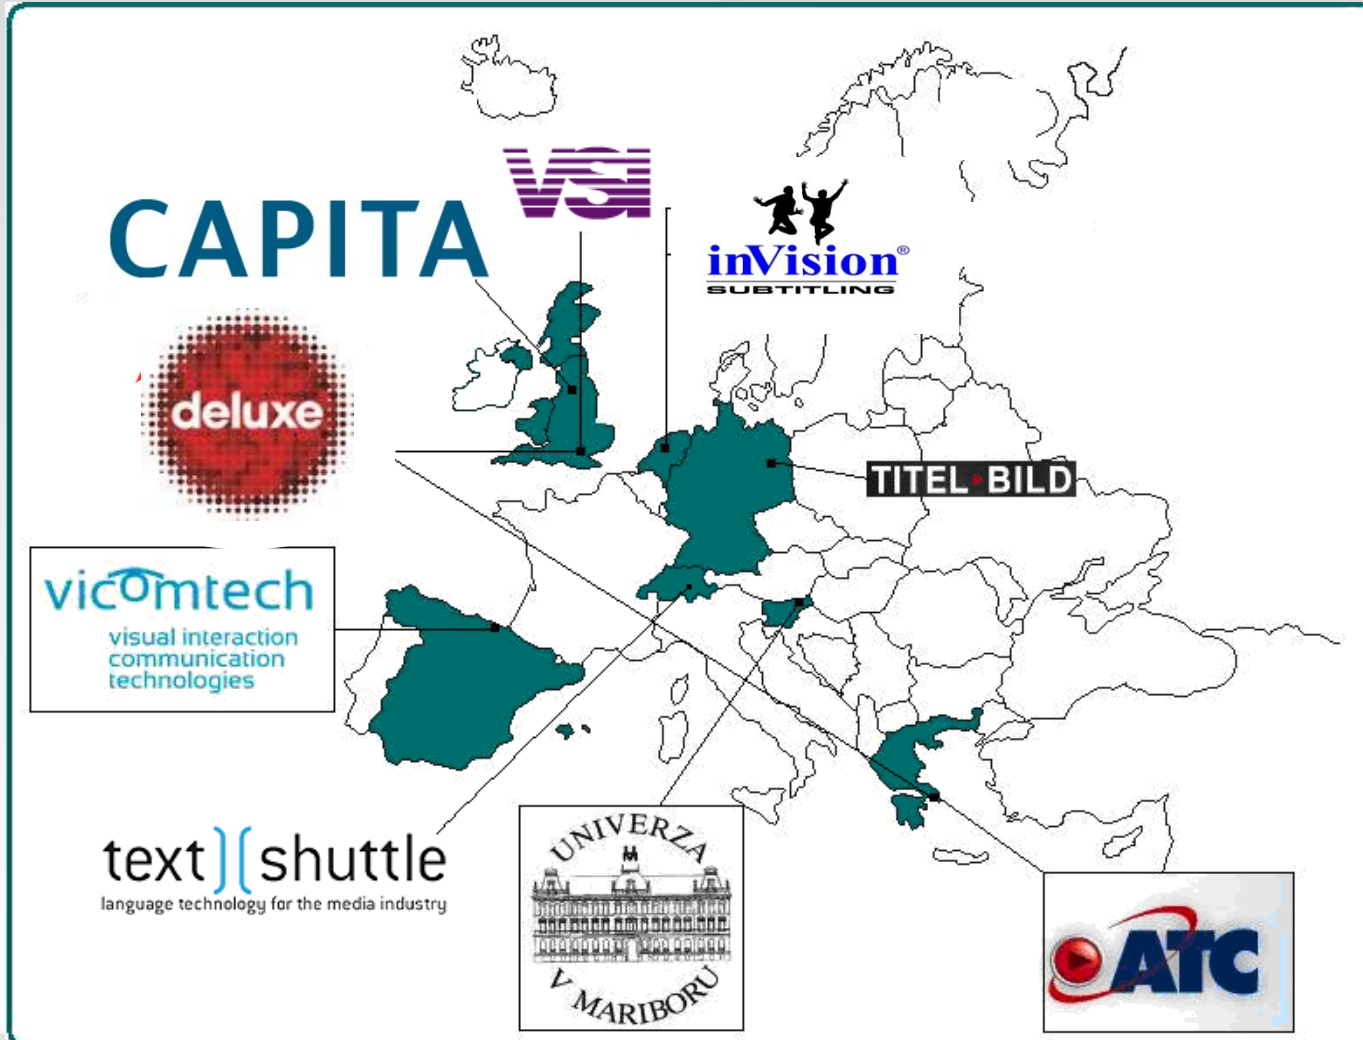 VSI
CAPITA
inVision®
SUBTITLING
deluxe
TITEL•BILD
vicomtech
visual interaction
communication
technologies
text][shuttle
language technology for the media industry
UNIVERZA
V MARIBORU
ATC